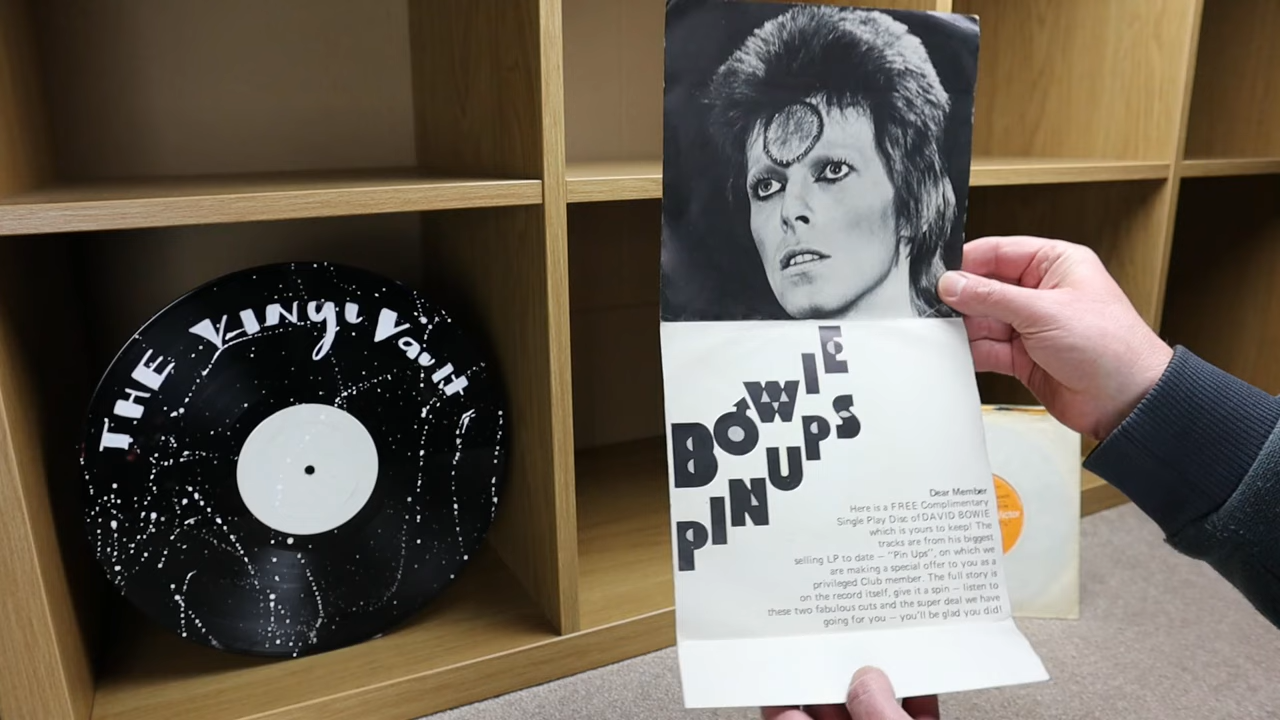 THE Vinyl Vault
BOWIE
PIN UPS
Dear Member
Here is a FREE Complimentary
Single Play Disc of DAVID BOWIE
which is yours to keep! The
tracks are from his biggest
selling LP to date — "Pin Ups", on which we
are making a special offer to you as a
privileged Club member. The full story is
on the record itself, give it a spin — listen to
these two fabulous cuts and the super deal we have
going for you — you'll be glad you did!